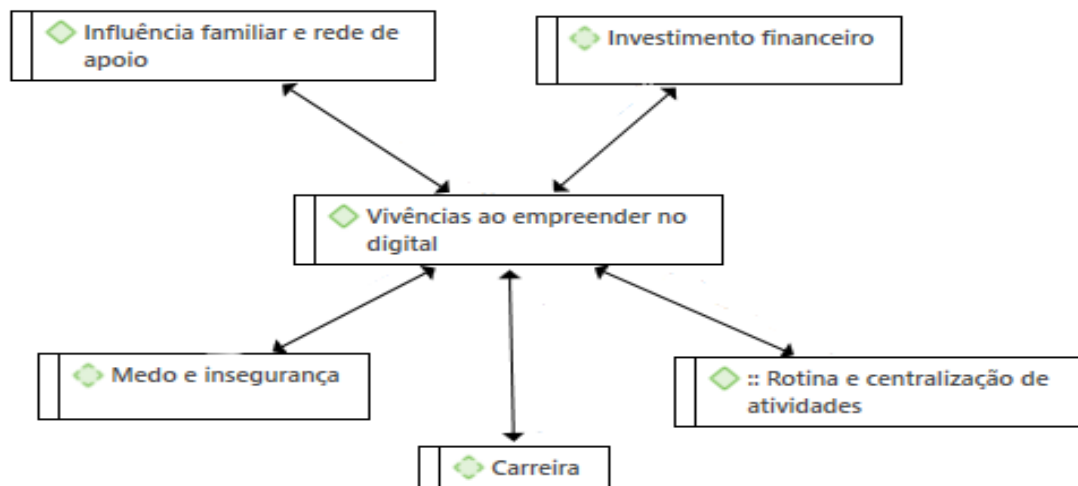 Influência familiar e rede de
apoio
Investimento financeiro
Vivências ao empreender no
digital
Medo e insegurança
:: Rotina e centralização de
atividades
Carreira